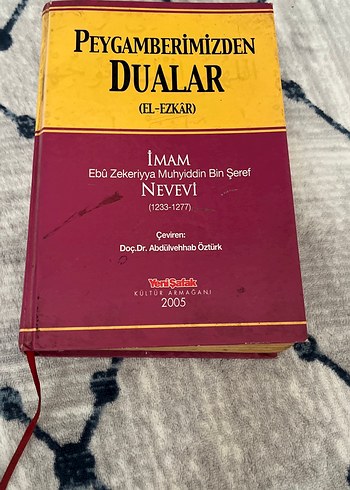 PEYGAMBERİMİZDEN
DUALAR
(EL-EZKÂR)
İMAM
Ebû Zekeriyya Muhyiddin Bin Şeref
NEVEVİ
(1233-1277)
Çeviren:
Doç.Dr. Abdülvehhab Öztürk
Yeni Şafak
KÜLTÜR ARMAĞANI
2005